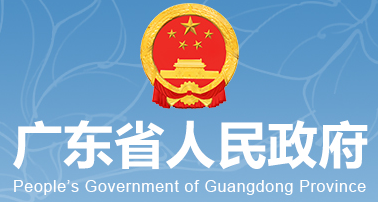 广东省人民政府
People's Government of Guangdong Province